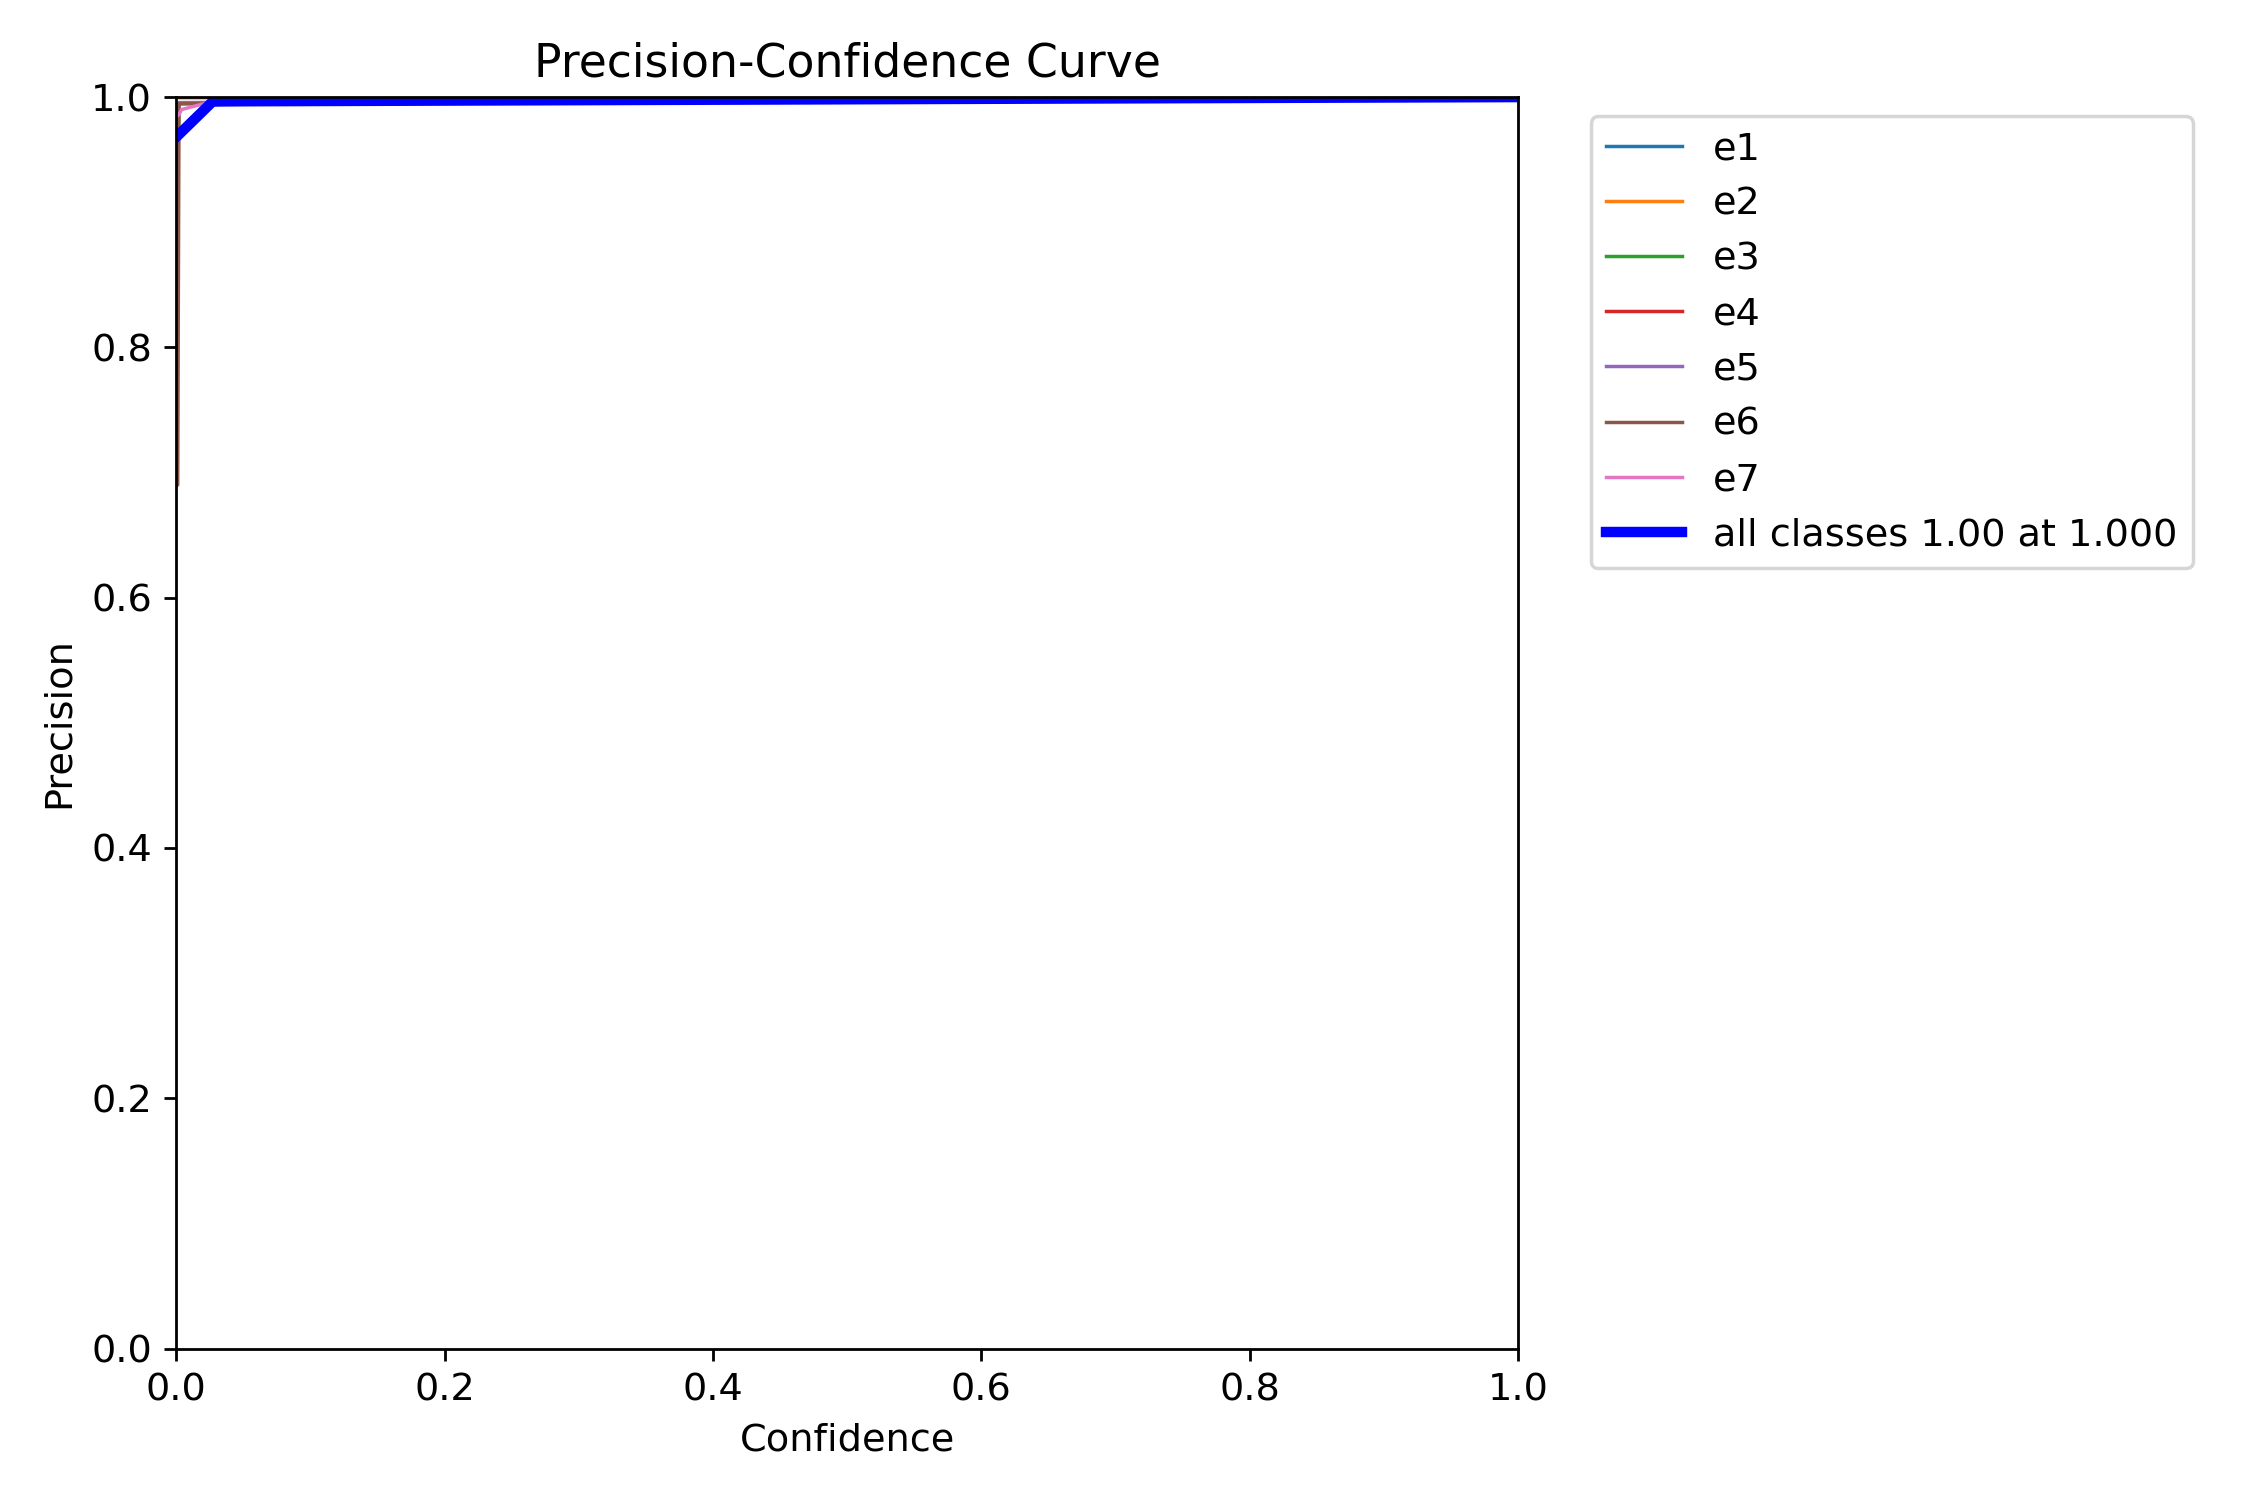 Precision-Confidence Curve
1.0
0.8
0.6
0.4
0.2
0.0
Precision
0.0 0.2 0.4 0.6 0.8 1.0
Confidence
e1
e2
e3
e4
e5
e6
e7
all classes 1.00 at 1.000